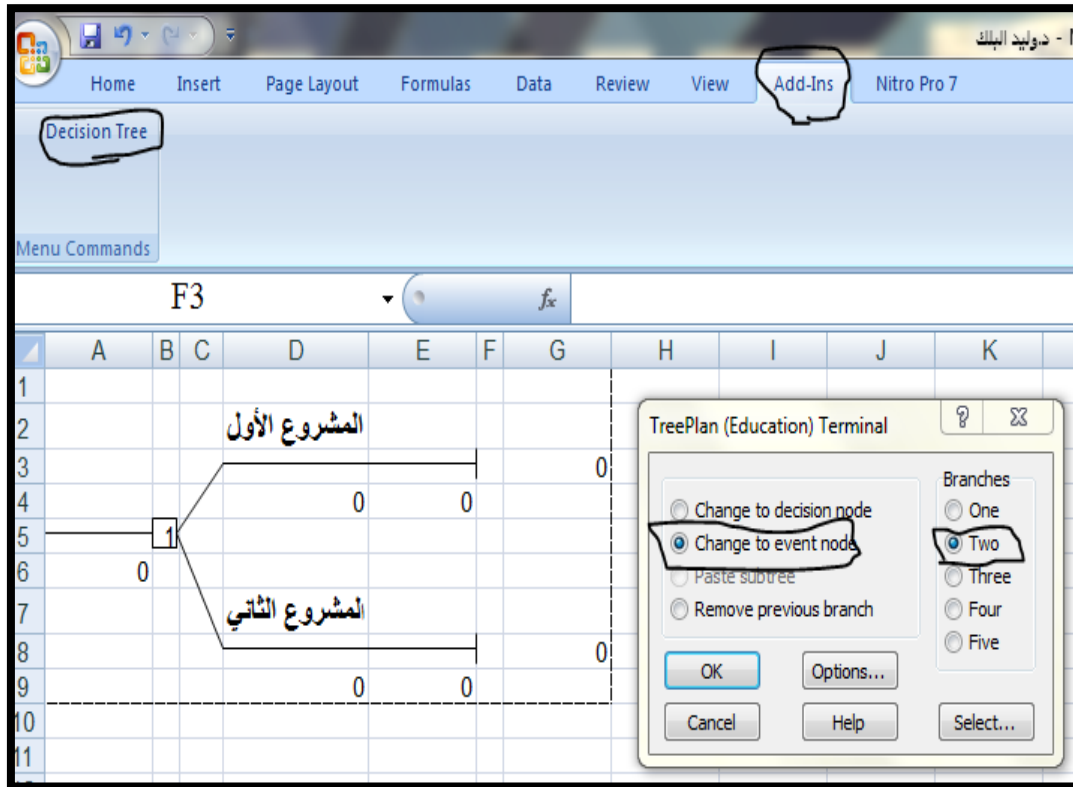 د.وليد البلك -
Home Insert Page Layout Formulas Data Review View Add-Ins Nitro Pro 7
Decision Tree
Menu Commands
F3 fx
A B C D E F G H I J K
1
2 المشروع الأول
3 0
4 0 0
5 1
6 0
7 المشروع الثاني
8 0
9 0 0
10
11
TreePlan (Education) Terminal
Change to decision node
Change to event node
Paste subtree
Remove previous branch
Branches
One
Two
Three
Four
Five
OK Options...
Cancel Help Select...